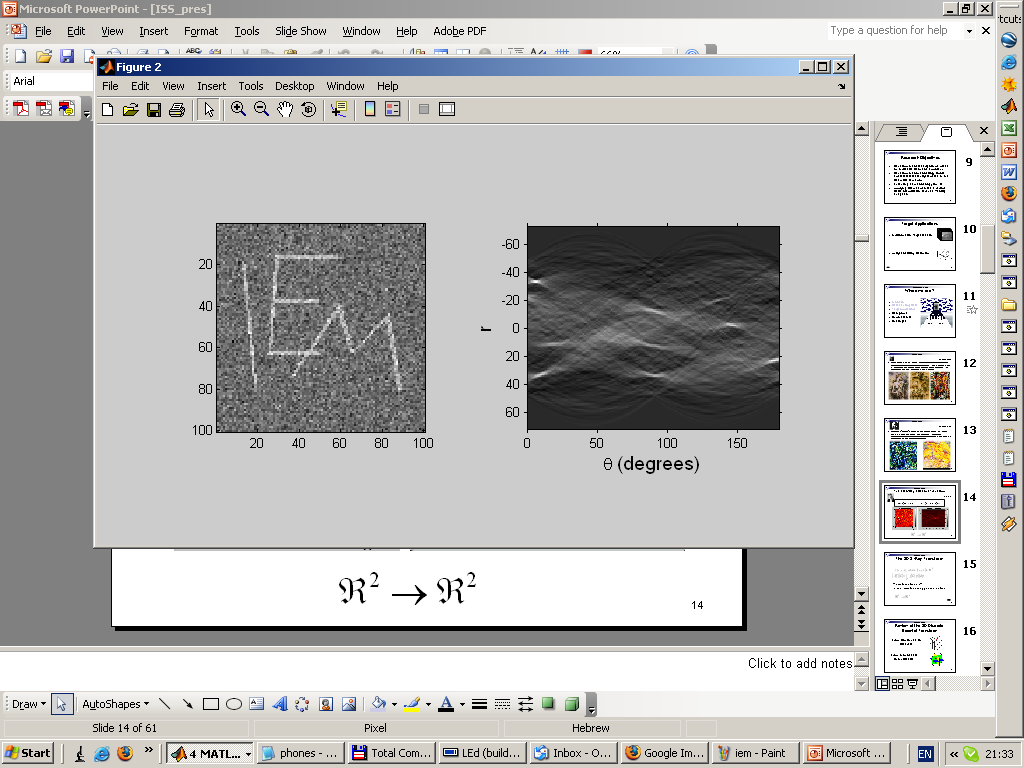 Microsoft PowerPoint - [ISS_pres]
File Edit View Insert Format Tools Slide Show Window Help Adobe PDF
Type a question for help
Arial
Figure 2
File Edit View Insert Tools Desktop Window Help
IEM
20
40
60
80
100
20 40 60 80 100
r
-60
-40
-20
0
20
40
60
0 50 100 150
θ (degrees)
ℜ² → ℜ²
14
9
10
11
12
13
14
15
16
Click to add notes
Draw AutoShapes
Slide 14 of 61 Pixel Hebrew
Start 4 MATL... phones - ... Total Com... LEd (build... Inbox - O... Google Im... iem - Paint Microsoft ... EN 21:33